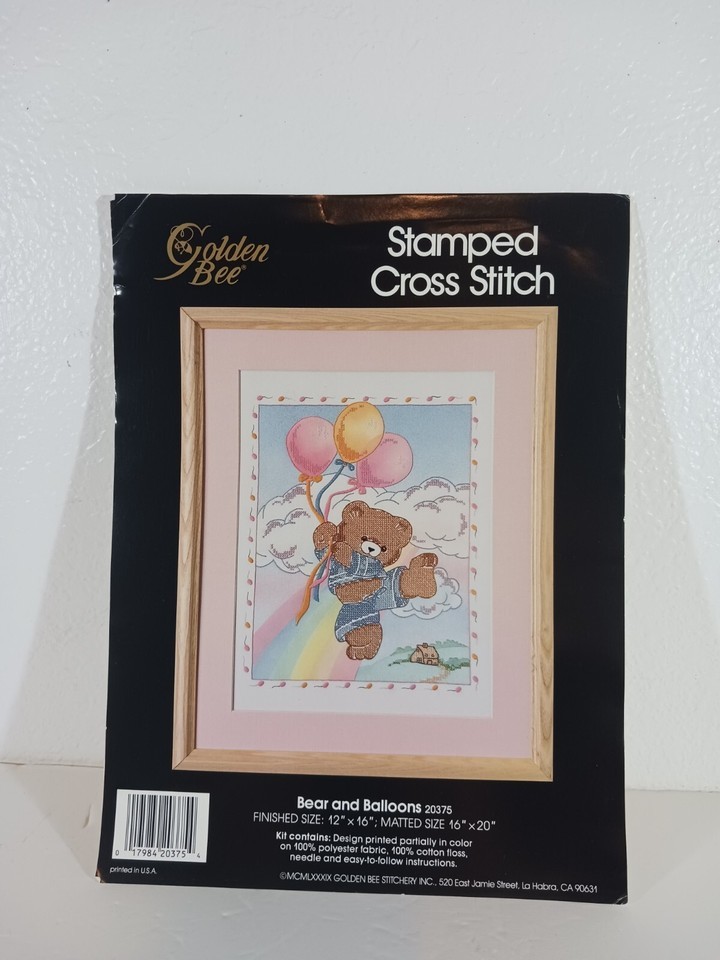 Golden
Bee®
Stamped
Cross Stitch
Bear and Balloons 20375
FINISHED SIZE: 12" x 16"; MATTED SIZE 16" x 20"
Kit contains: Design printed partially in color
on 100% polyester fabric, 100% cotton floss,
needle and easy-to-follow instructions.
0 17984 20375 4
printed in U.S.A.
©MCMLXXXIX GOLDEN BEE STITCHERY INC., 520 East Jamie Street, La Habra, CA 90631